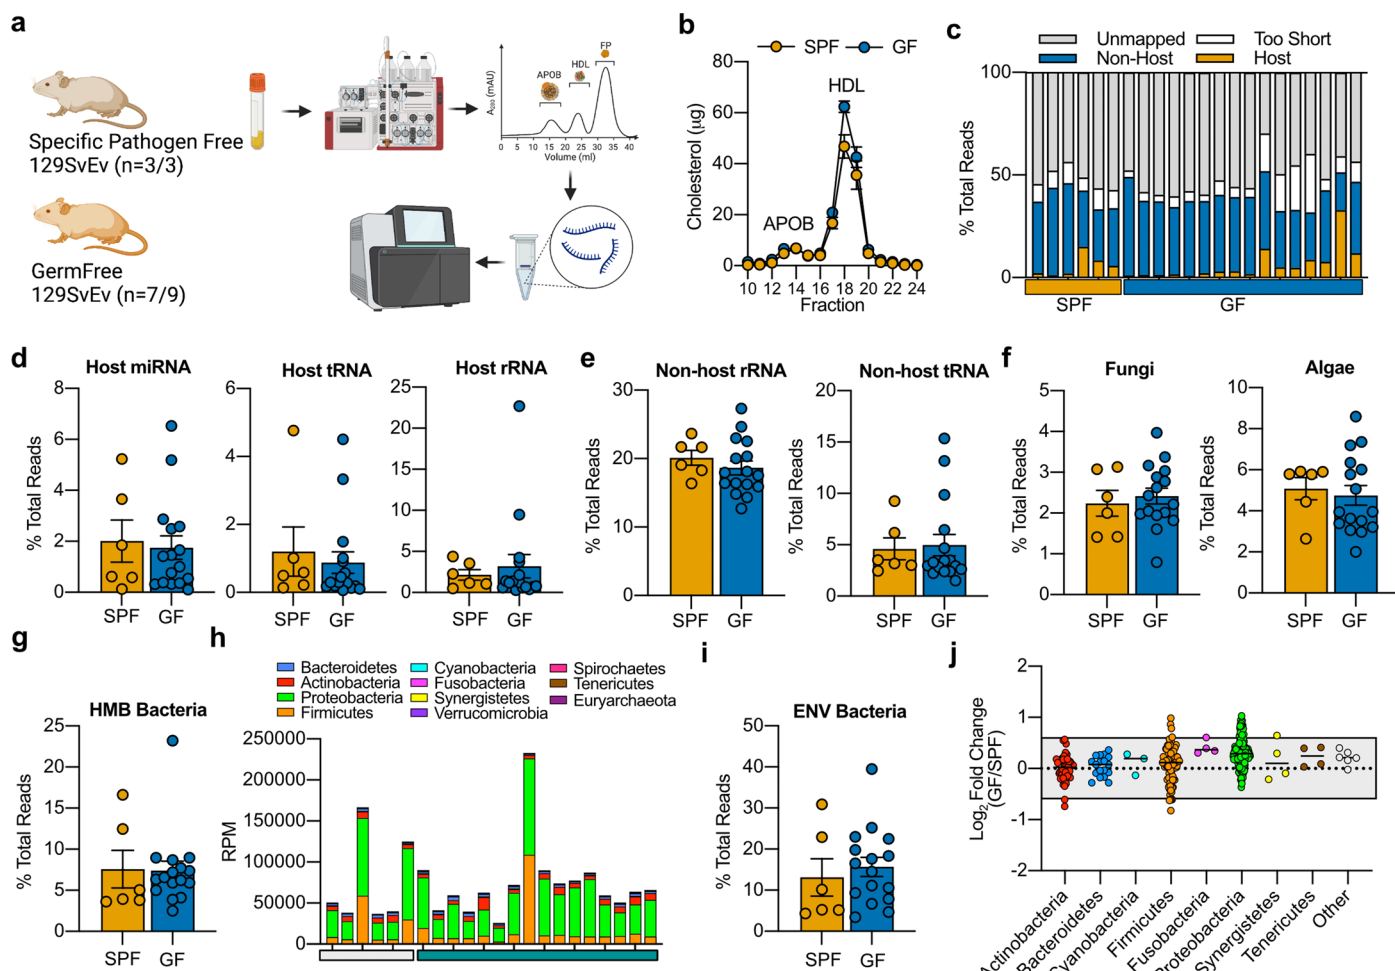 a
Specific Pathogen Free
129SvEv (n=3/3)
GermFree
129SvEv (n=7/9)
A280 (mAU)
APOB
HDL
FP
0 5 10 15 20 25 30 35 40
Volume (ml)
b
SPF GF
Cholesterol (µg)
80
60
40
20
0
HDL
APOB
10 12 14 16 18 20 22 24
Fraction
c
Unmapped Too Short
Non-Host Host
% Total Reads
100
50
0
SPF GF
d
Host miRNA
% Total Reads
8
6
4
2
0
SPF GF
Host tRNA
6
4
2
0
SPF GF
Host rRNA
25
20
15
10
5
0
SPF GF
e
Non-host rRNA
% Total Reads
30
20
10
0
SPF GF
Non-host tRNA
% Total Reads
20
15
10
5
0
SPF GF
f
Fungi
% Total Reads
5
4
3
2
1
0
SPF GF
Algae
% Total Reads
10
8
6
4
2
0
SPF GF
g
HMB Bacteria
% Total Reads
25
20
15
10
5
0
SPF GF
h
Bacteroidetes Cyanobacteria Spirochaetes
Actinobacteria Fusobacteria Tenericutes
Proteobacteria Synergistetes Euryarchaeota
Firmicutes Verrucomicrobia
RPM
250000
200000
150000
100000
50000
0
i
ENV Bacteria
% Total Reads
50
40
30
20
10
0
SPF GF
j
Log2 Fold Change
(GF/SPF)
2
1
0
-1
-2
Actinobacteria
Bacteroidetes
Cyanobacteria
Firmicutes
Fusobacteria
Proteobacteria
Synergistetes
Tenericutes
Other